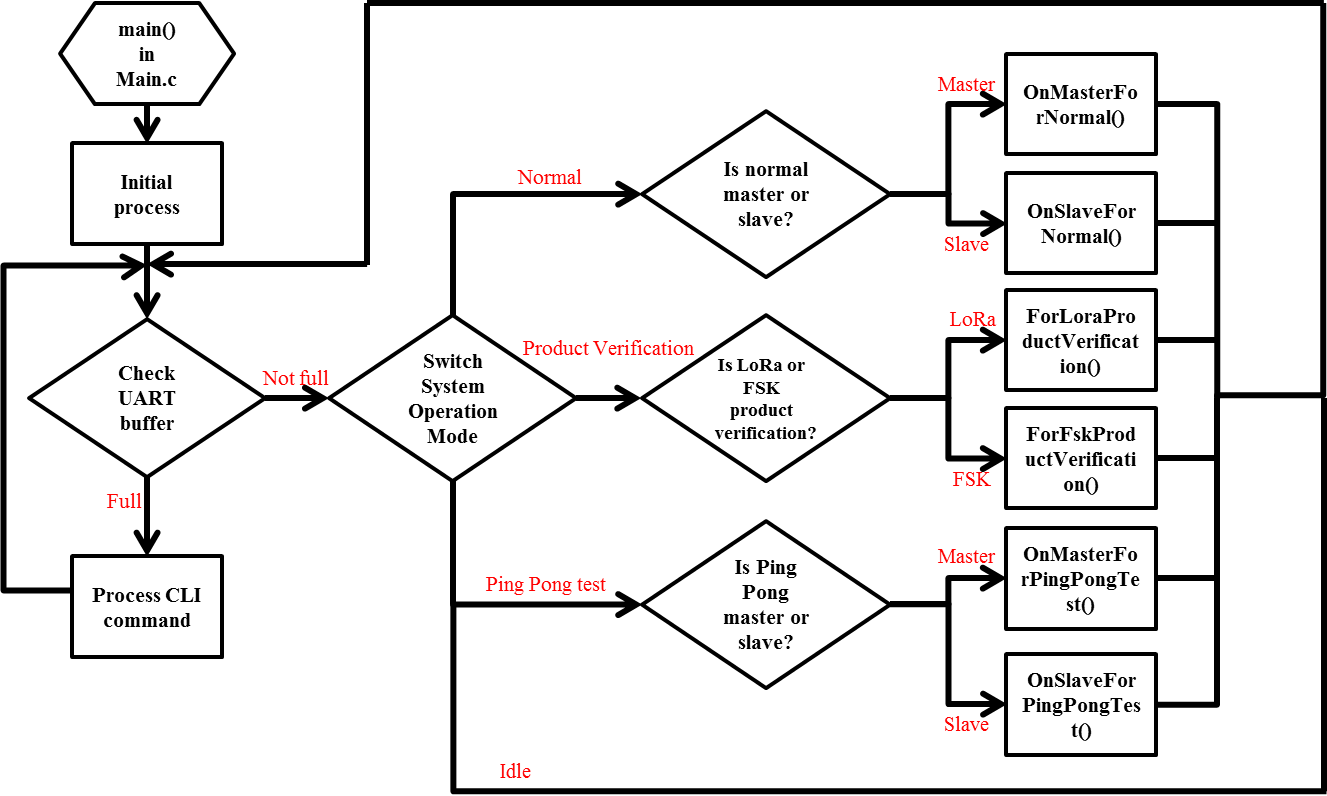 main()
in
Main.c
Initial
process
Check
UART
buffer
Full
Process CLI
command
Not full
Switch
System
Operation
Mode
Normal
Is normal
master or
slave?
Master
OnMasterFo
rNormal()
Slave
OnSlaveFor
Normal()
Product Verification
Is LoRa or
FSK
product
verification?
LoRa
ForLoraPro
ductVerificat
ion()
FSK
ForFskProd
uctVerificati
on()
Ping Pong test
Is Ping
Pong
master or
slave?
Master
OnMasterFo
rPingPongTe
st()
Slave
OnSlaveFor
PingPongTes
t()
Idle